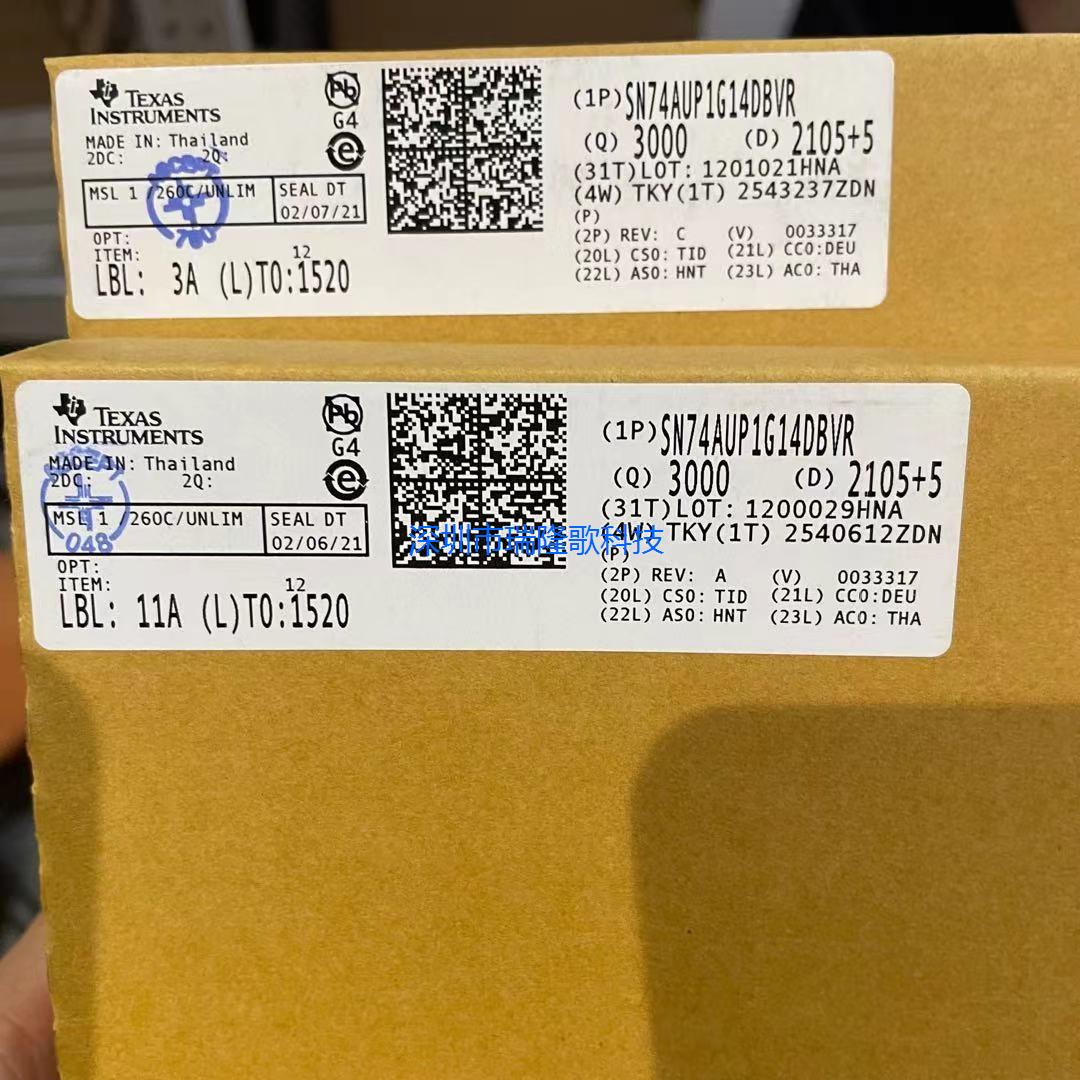 TEXAS
INSTRUMENTS
Pb
G4
e
MADE IN: Thailand
2DC: 2Q:
MSL 1 /260C/UNLIM
SEAL DT
02/07/21
OPT:
ITEM: 12
LBL: 3A (L)TO:1520
(1P)SN74AUP1G14DBVR
(Q) 3000 (D) 2105+5
(31T)LOT: 1201021HNA
(4W) TKY(1T) 2543237ZDN
(P)
(2P) REV: C (V) 0033317
(20L) CSO: TID (21L) CCO:DEU
(22L) ASO: HNT (23L) ACO: THA
TEXAS
INSTRUMENTS
Pb
G4
e
MADE IN: Thailand
2DC: 2Q:
MSL 1 /260C/UNLIM
SEAL DT
02/06/21
048
OPT:
ITEM: 12
LBL: 11A (L)TO:1520
(1P)SN74AUP1G14DBVR
(Q) 3000 (D) 2105+5
(31T)LOT: 1200029HNA
(4W) TKY(1T) 2540612ZDN
深圳市瑞隆歌科技
(P)
(2P) REV: A (V) 0033317
(20L) CSO: TID (21L) CCO:DEU
(22L) ASO: HNT (23L) ACO: THA